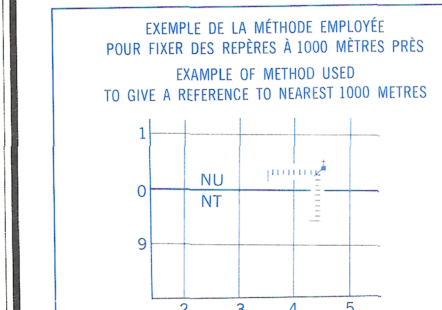 EXEMPLE DE LA MÉTHODE EMPLOYÉE
POUR FIXER DES REPÈRES À 1000 MÈTRES PRÈS
EXAMPLE OF METHOD USED
TO GIVE A REFERENCE TO NEAREST 1000 METRES
1
NU
0
NT
9
2 3 4 5